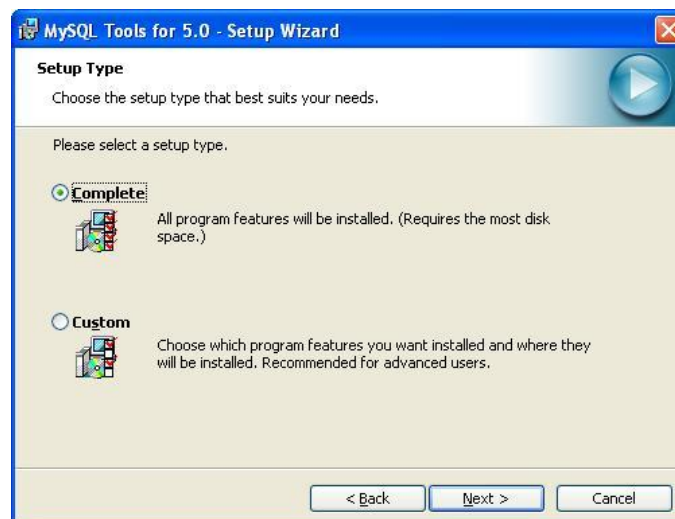 MySQL Tools for 5.0 - Setup Wizard
Setup Type
Choose the setup type that best suits your needs.
Please select a setup type.
Complete
All program features will be installed. (Requires the most disk
space.)
Custom
Choose which program features you want installed and where they
will be installed. Recommended for advanced users.
< Back
Next >
Cancel